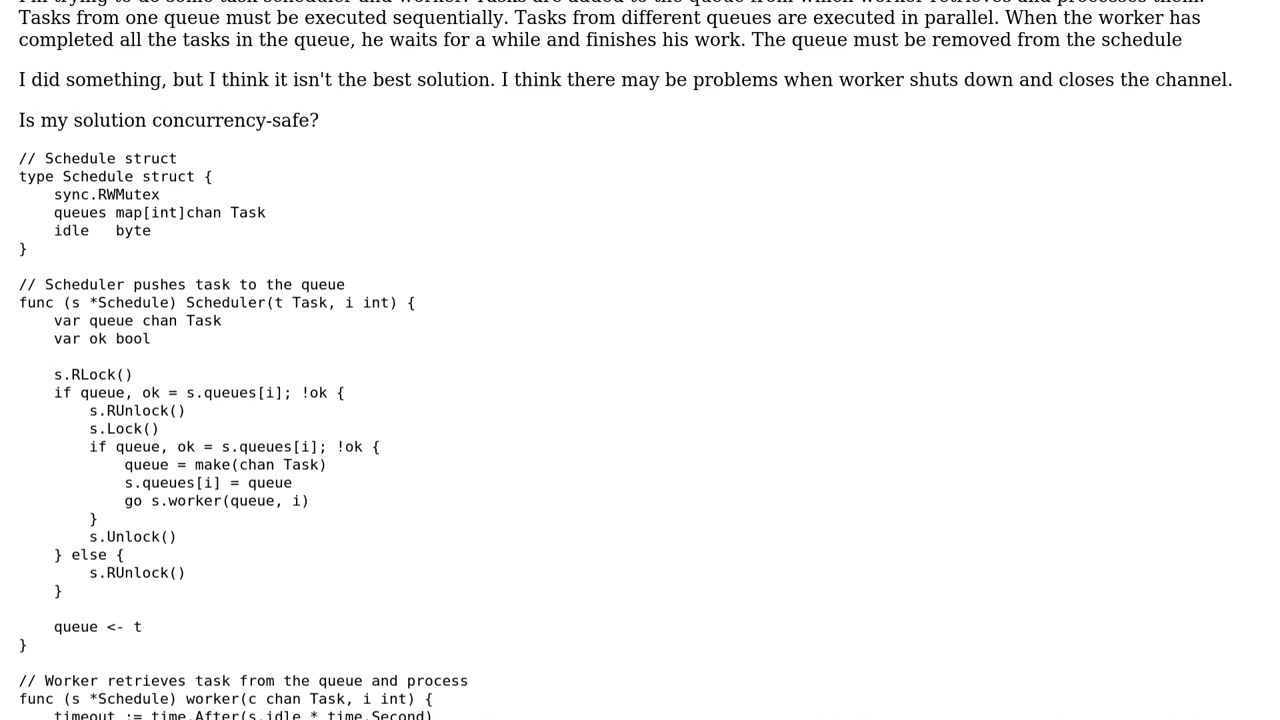 Tasks from one queue must be executed sequentially. Tasks from different queues are executed in parallel. When the worker has
completed all the tasks in the queue, he waits for a while and finishes his work. The queue must be removed from the schedule
I did something, but I think it isn't the best solution. I think there may be problems when worker shuts down and closes the channel.
Is my solution concurrency-safe?
// Schedule struct
type Schedule struct {
    sync.RWMutex
    queues map[int]chan Task
    idle   byte
}
// Scheduler pushes task to the queue
func (s *Schedule) Scheduler(t Task, i int) {
    var queue chan Task
    var ok bool
    s.RLock()
    if queue, ok = s.queues[i]; !ok {
        s.RUnlock()
        s.Lock()
        if queue, ok = s.queues[i]; !ok {
            queue = make(chan Task)
            s.queues[i] = queue
            go s.worker(queue, i)
        }
        s.Unlock()
    } else {
        s.RUnlock()
    }
    queue <- t
}
// Worker retrieves task from the queue and process
func (s *Schedule) worker(c chan Task, i int) {
    timeout := time.After(s.idle * time.Second)